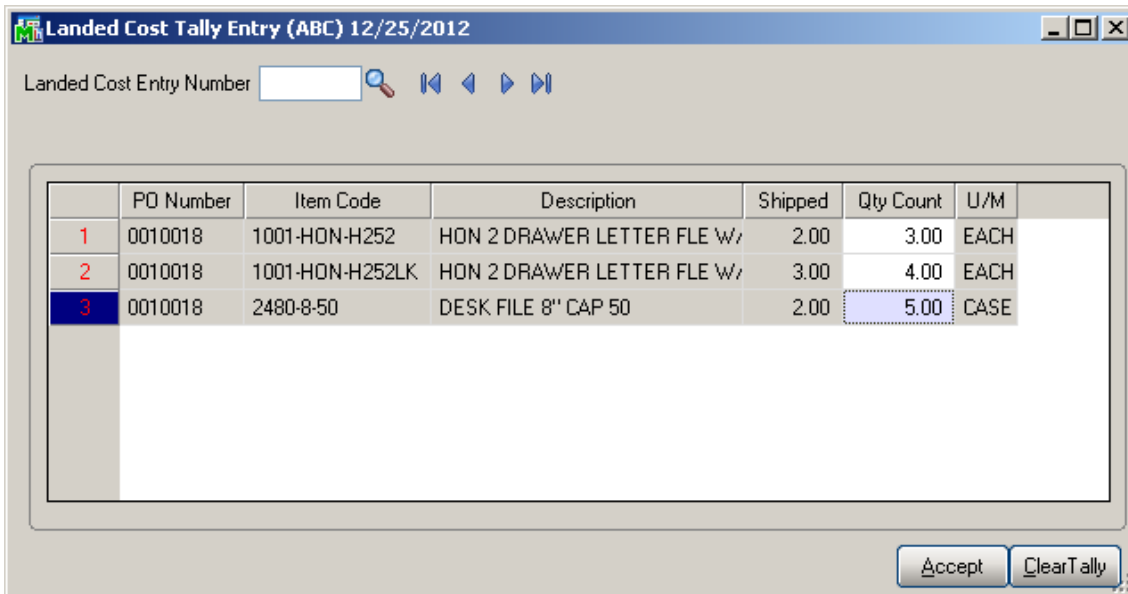 Landed Cost Tally Entry (ABC) 12/25/2012
Landed Cost Entry Number
PO Number Item Code Description Shipped Qty Count U/M
1 0010018 1001-HON-H252 HON 2 DRAWER LETTER FLE W/ 2.00 3.00 EACH
2 0010018 1001-HON-H252LK HON 2 DRAWER LETTER FLE W/ 3.00 4.00 EACH
3 0010018 2480-8-50 DESK FILE 8" CAP 50 2.00 5.00 CASE
Accept ClearTally